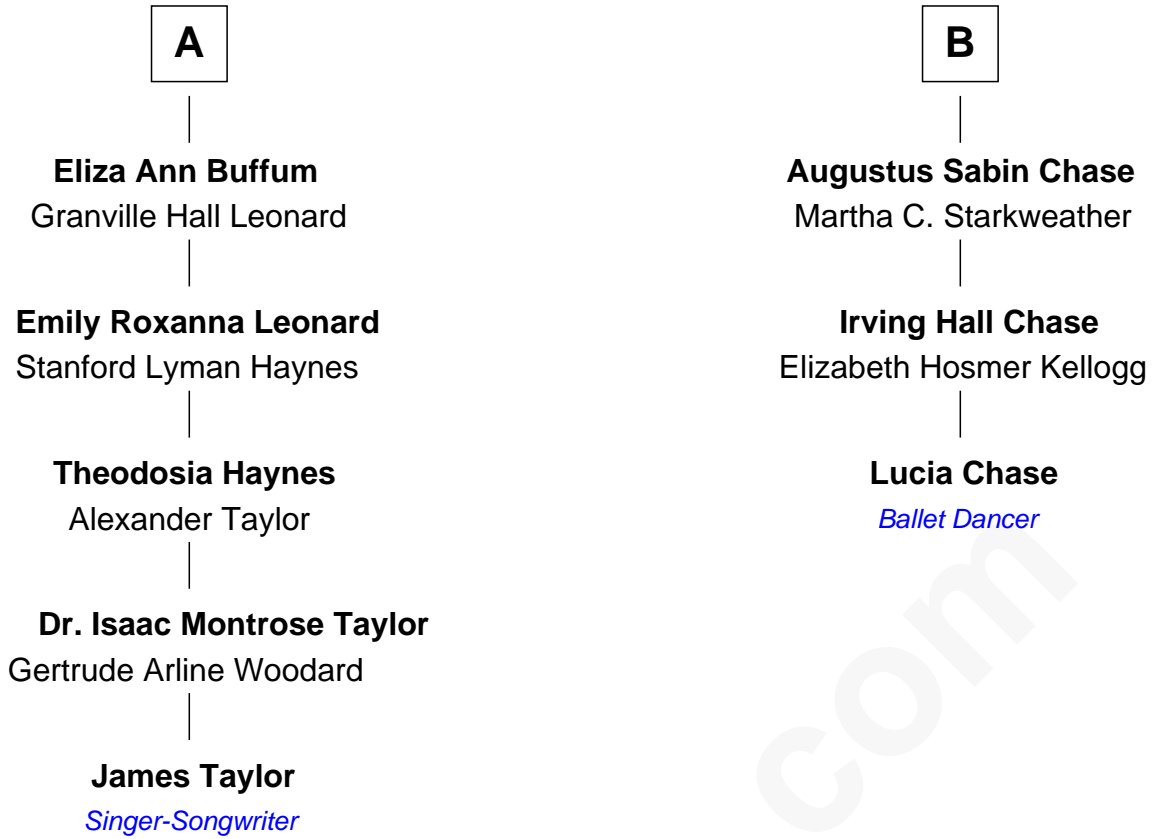 A
Eliza Ann Buffum
Granville Hall Leonard
Emily Roxanna Leonard
Stanford Lyman Haynes
Theodosia Haynes
Alexander Taylor
Dr. Isaac Montrose Taylor
Gertrude Arline Woodard
James Taylor
Singer-Songwriter
B
Augustus Sabin Chase
Martha C. Starkweather
Irving Hall Chase
Elizabeth Hosmer Kellogg
Lucia Chase
Ballet Dancer
com